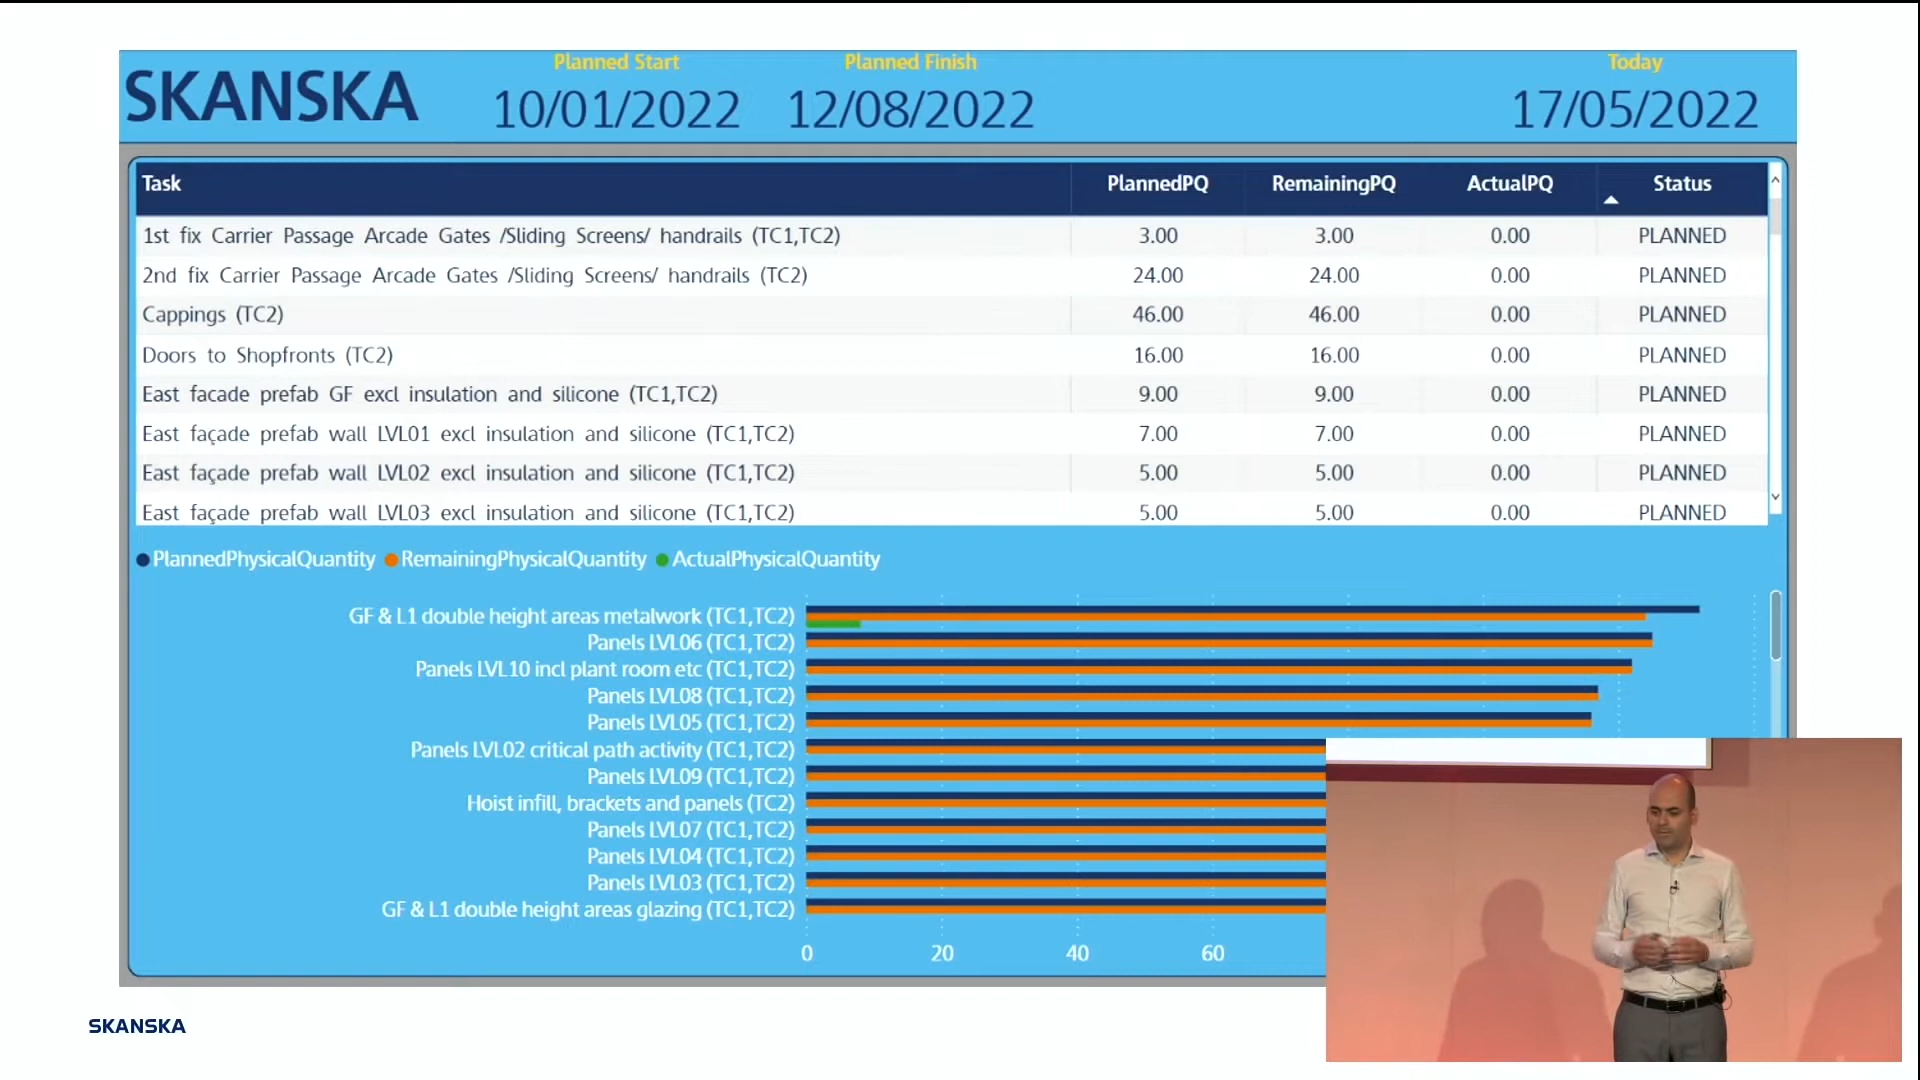 Planned Start Planned Finish Today
SKANSKA 10/01/2022 12/08/2022 17/05/2022
Task PlannedPQ RemainingPQ ActualPQ Status
1st fix Carrier Passage Arcade Gates /Sliding Screens/ handrails (TC1,TC2) 3.00 3.00 0.00 PLANNED
2nd fix Carrier Passage Arcade Gates /Sliding Screens/ handrails (TC2) 24.00 24.00 0.00 PLANNED
Cappings (TC2) 46.00 46.00 0.00 PLANNED
Doors to Shopfronts (TC2) 16.00 16.00 0.00 PLANNED
East facade prefab GF excl insulation and silicone (TC1,TC2) 9.00 9.00 0.00 PLANNED
East façade prefab wall LVL01 excl insulation and silicone (TC1,TC2) 7.00 7.00 0.00 PLANNED
East façade prefab wall LVL02 excl insulation and silicone (TC1,TC2) 5.00 5.00 0.00 PLANNED
East façade prefab wall LVL03 excl insulation and silicone (TC1,TC2) 5.00 5.00 0.00 PLANNED
PlannedPhysicalQuantity RemainingPhysicalQuantity ActualPhysicalQuantity
GF & L1 double height areas metalwork (TC1,TC2)
Panels LVL06 (TC1,TC2)
Panels LVL10 incl plant room etc (TC1,TC2)
Panels LVL08 (TC1,TC2)
Panels LVL05 (TC1,TC2)
Panels LVL02 critical path activity (TC1,TC2)
Panels LVL09 (TC1,TC2)
Hoist infill, brackets and panels (TC2)
Panels LVL07 (TC1,TC2)
Panels LVL04 (TC1,TC2)
Panels LVL03 (TC1,TC2)
GF & L1 double height areas glazing (TC1,TC2)
0 20 40 60
SKANSKA